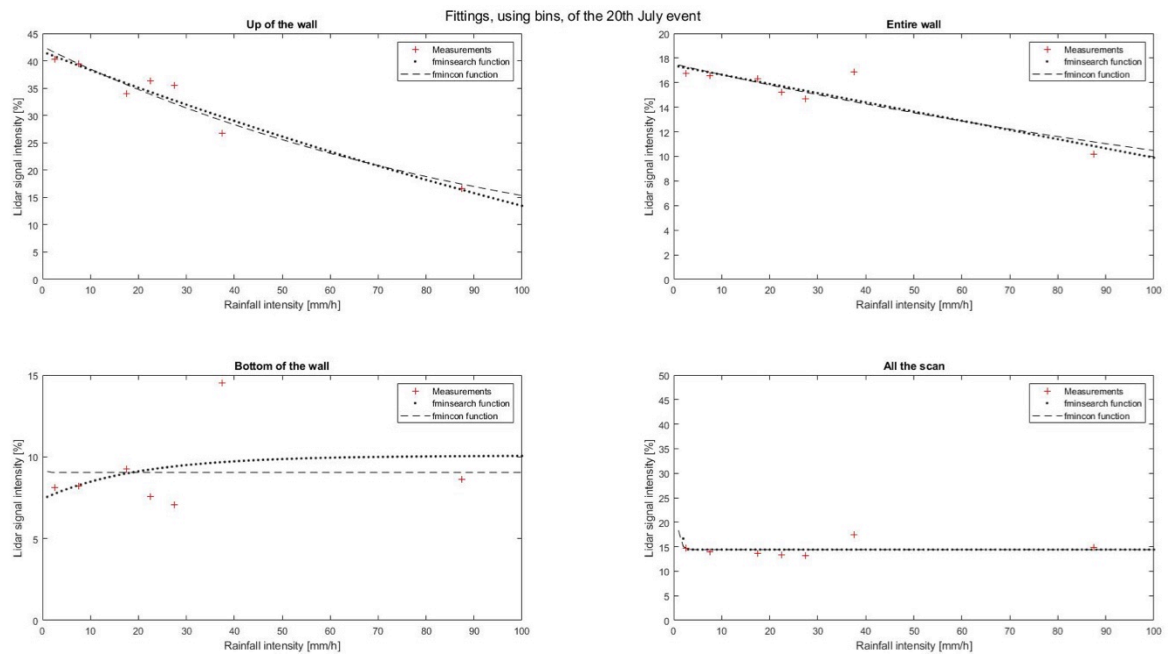 Fittings, using bins, of the 20th July event
Up of the wall
45
40
35
30
25
20
15
10
5
0
Lidar signal intensity [%]
0 10 20 30 40 50 60 70 80 90 100
Rainfall intensity [mm/h]
Measurements
fminsearch function
fmincon function
Entire wall
20
18
16
14
12
10
8
6
4
2
0
Lidar signal intensity [%]
0 10 20 30 40 50 60 70 80 90 100
Rainfall intensity [mm/h]
Measurements
fminsearch function
fmincon function
Bottom of the wall
15
10
5
0
Lidar signal intensity [%]
0 10 20 30 40 50 60 70 80 90 100
Rainfall intensity [mm/h]
Measurements
fminsearch function
fmincon function
All the scan
50
45
40
35
30
25
20
15
10
5
0
Lidar signal intensity [%]
0 10 20 30 40 50 60 70 80 90 100
Rainfall intensity [mm/h]
Measurements
fminsearch function
fmincon function